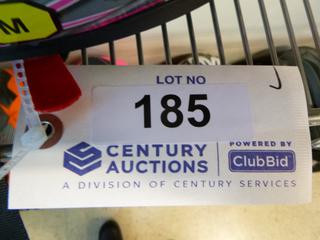 M
LOT NO
185
CENTURY AUCTIONS
POWERED BY
ClubBid
A DIVISION OF CENTURY SERVICES